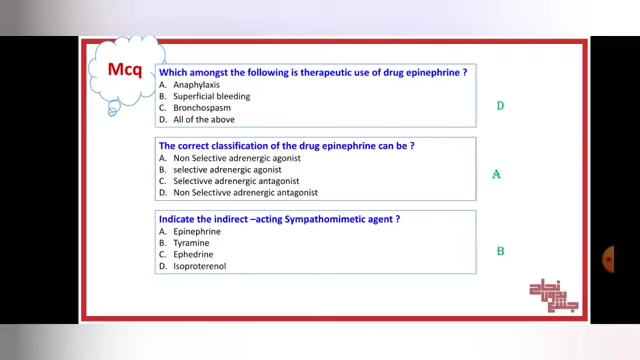 Mcq
Which amongst the following is therapeutic use of drug epinephrine ?
A. Anaphylaxis
B. Superficial bleeding
C. Bronchospasm
D. All of the above
D
The correct classification of the drug epinephrine can be ?
A. Non Selective adrenergic agonist
B. selective adrenergic agonist
C. Selectivve adrenergic antagonist
D. Non Selectivve adrenergic antagonist
A
Indicate the indirect –acting Sympathomimetic agent ?
A. Epinephrine
B. Tyramine
C. Ephedrine
D. Isoproterenol
B